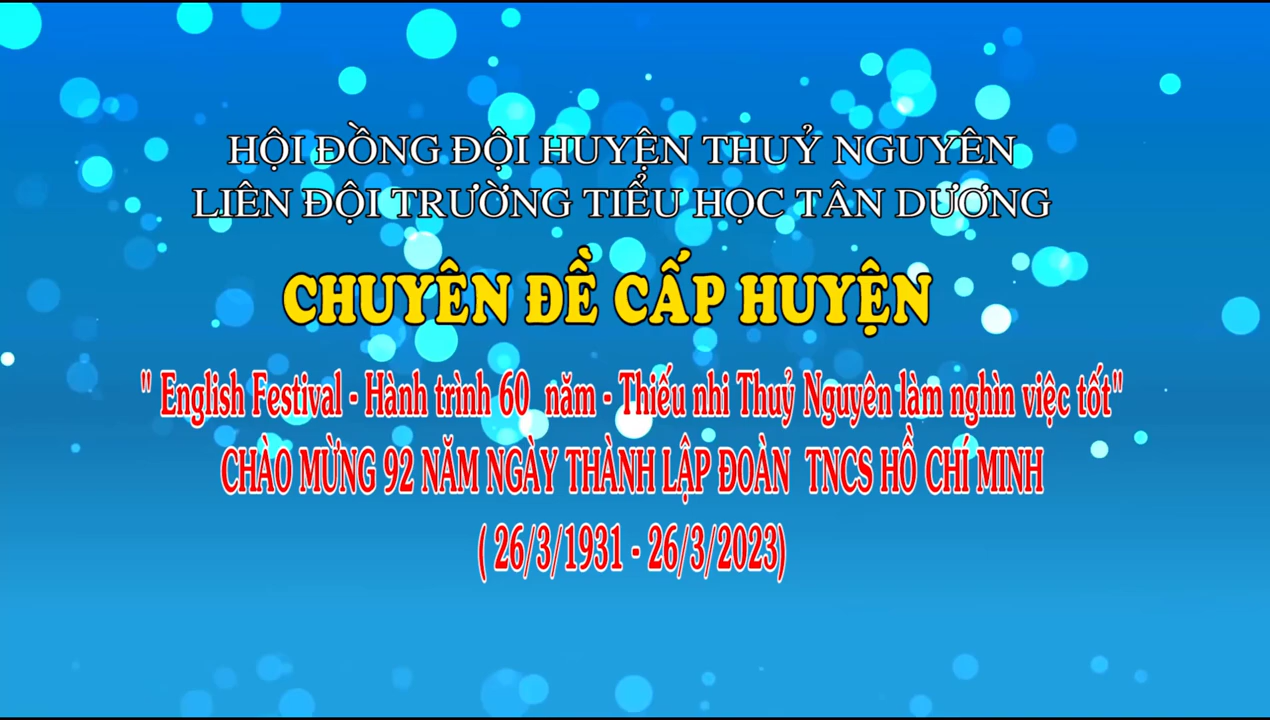 HỘI ĐỒNG ĐỘI HUYỆN THUỶ NGUYÊN
LIÊN ĐỘI TRƯỜNG TIỂU HỌC TÂN DƯƠNG
CHUYÊN ĐỀ CẤP HUYỆN
" English Festival - Hành trình 60 năm - Thiếu nhi Thuỷ Nguyên làm nghìn việc tốt"
CHÀO MỪNG 92 NĂM NGÀY THÀNH LẬP ĐOÀN TNCS HỒ CHÍ MINH
( 26/3/1931 - 26/3/2023)